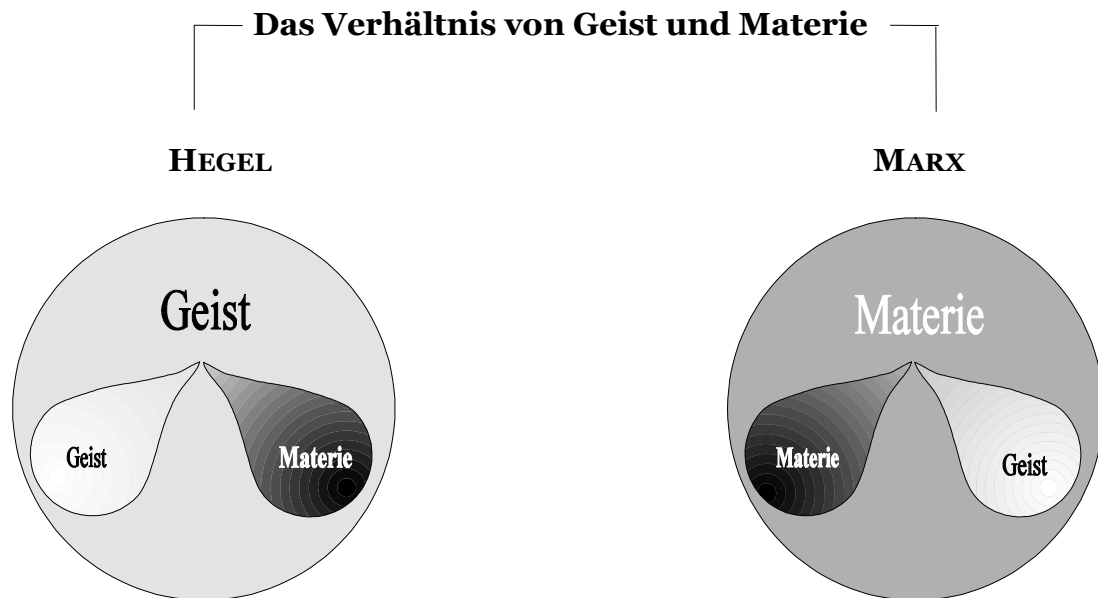 Das Verhältnis von Geist und Materie
HEGEL
MARX
Geist
Materie
Geist
Materie
Materie
Geist